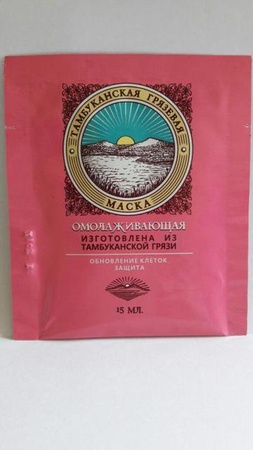 ТАМБУКАНСКАЯ ГРЯЗЕВАЯ
МАСКА
ОМОЛАЖИВАЮЩАЯ
ИЗГОТОВЛЕНА ИЗ
ТАМБУКАНСКОЙ ГРЯЗИ
ОБНОВЛЕНИЕ КЛЕТОК
ЗАЩИТА
15 МЛ.